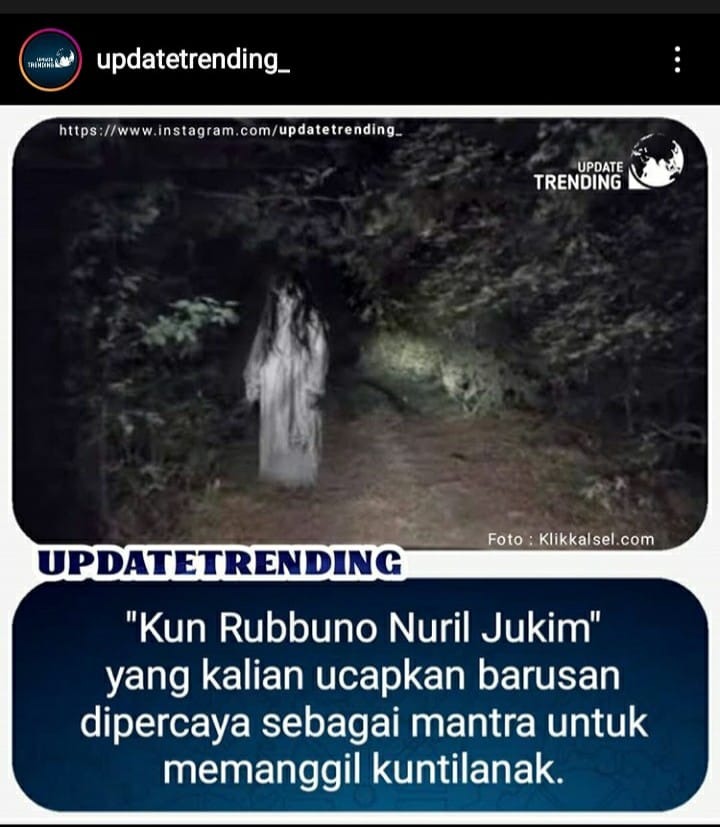 updatetrending_
https://www.instagram.com/updatetrending_
UPDATE
TRENDING
Foto : Klikkalsel.com
UPDATETRENDING
"Kun Rubbuno Nuril Jukim"
yang kalian ucapkan barusan
dipercaya sebagai mantra untuk
memanggil kuntilanak.